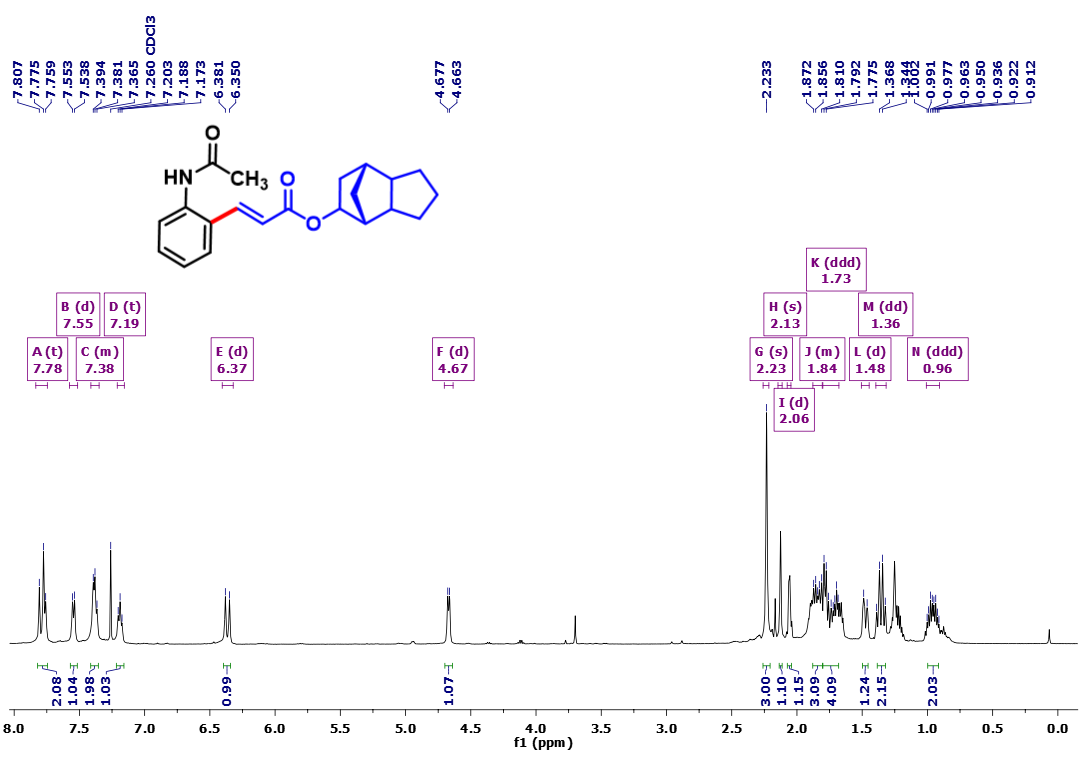 7.807
7.775
7.759
7.553
7.538
7.394
7.381
7.365
7.260 CDCl3
7.203
7.188
7.173
6.381
6.350
4.677
4.663
2.233
1.872
1.856
1.810
1.792
1.775
1.368
1.344
1.002
0.991
0.977
0.963
0.950
0.936
0.922
0.912
O
HN
CH3
O
O
K (ddd)
1.73
B (d)
7.55
D (t)
7.19
H (s)
2.13
M (dd)
1.36
A (t)
7.78
C (m)
7.38
E (d)
6.37
F (d)
4.67
G (s)
2.23
J (m)
1.84
L (d)
1.48
N (ddd)
0.96
I (d)
2.06
2.08
1.04
1.98
1.03
0.99
1.07
3.00
1.10
1.15
3.09
4.09
1.24
2.15
2.03
8.0 7.5 7.0 6.5 6.0 5.5 5.0 4.5 4.0 3.5 3.0 2.5 2.0 1.5 1.0 0.5 0.0
f1 (ppm)